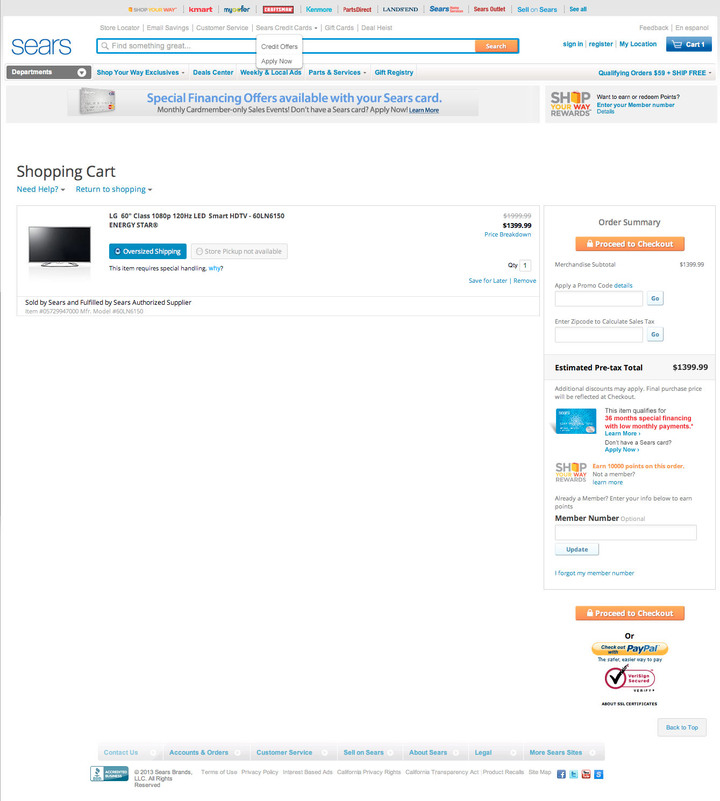 SHOP YOUR WAY
kmart
mygofer
CRAFTSMAN
Kenmore
PartsDirect
LANDS'END
Sears Home Services
Sears Outlet
Sell on Sears
See all
Store Locator | Email Savings | Customer Service | Sears Credit Cards | Gift Cards | Deal Heist
Feedback | En espanol
sears
Find something great...
Search
Credit Offers
Apply Now
sign in | register | My Location
Cart 1
Departments
Shop Your Way Exclusives
Deals Center
Weekly & Local Ads
Parts & Services
Gift Registry
Qualifying Orders $59 + SHIP FREE
Special Financing Offers available with your Sears card.
Monthly Cardmember-only Sales Events! Don't have a Sears card? Apply Now! Learn More
SHOP YOUR WAY REWARDS
Want to earn or redeem Points?
Enter your Member number
Details
Shopping Cart
Need Help?
Return to shopping
LG 60" Class 1080p 120Hz LED Smart HDTV - 60LN6150
ENERGY STAR®
$1999.99
$1399.99
Price Breakdown
Oversized Shipping
Store Pickup not available
This item requires special handling, why?
Qty 1
Save for Later | Remove
Sold by Sears and Fulfilled by Sears Authorized Supplier
Item #05729947000 Mfr. Model #60LN6150
Order Summary
Proceed to Checkout
Merchandise Subtotal $1399.99
Apply a Promo Code details
Go
Enter Zipcode to Calculate Sales Tax
Go
Estimated Pre-tax Total $1399.99
Additional discounts may apply. Final purchase price
will be reflected at Checkout.
sears
This item qualifies for
36 months special financing
with low monthly payments.*
Learn More ›
Don't have a Sears card?
Apply Now ›
SHOP YOUR WAY REWARDS
Earn 10000 points on this order.
Not a member?
learn more
Already a Member? Enter your info below to earn
points
Member Number Optional
Update
I forgot my member number
Proceed to Checkout
Or
Check out with PayPal
The safer, easier way to pay
VeriSign Secured
VERIFY
ABOUT SSL CERTIFICATES
Back to Top
Contact Us
Accounts & Orders
Customer Service
Sell on Sears
About Sears
Legal
More Sears Sites
BBB ACCREDITED BUSINESS
© 2013 Sears Brands,
LLC. All Rights
Reserved
Terms of Use | Privacy Policy | Interest Based Ads | California Privacy Rights | California Transparency Act | Product Recalls | Site Map